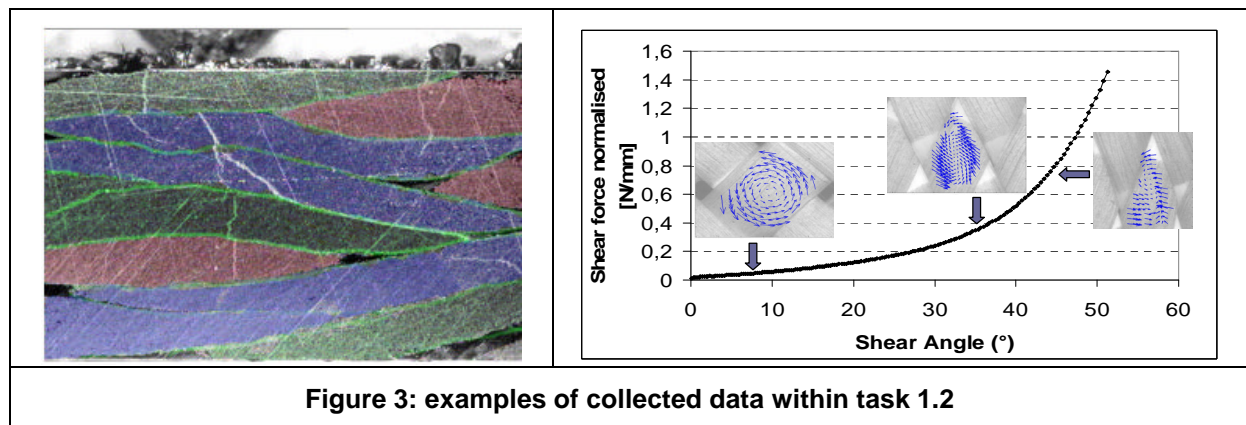 Shear force normalised
[N/mm]
1,6
1,4
1,2
1
0,8
0,6
0,4
0,2
0
0 10 20 30 40 50 60
Shear Angle (°)
Figure 3: examples of collected data within task 1.2